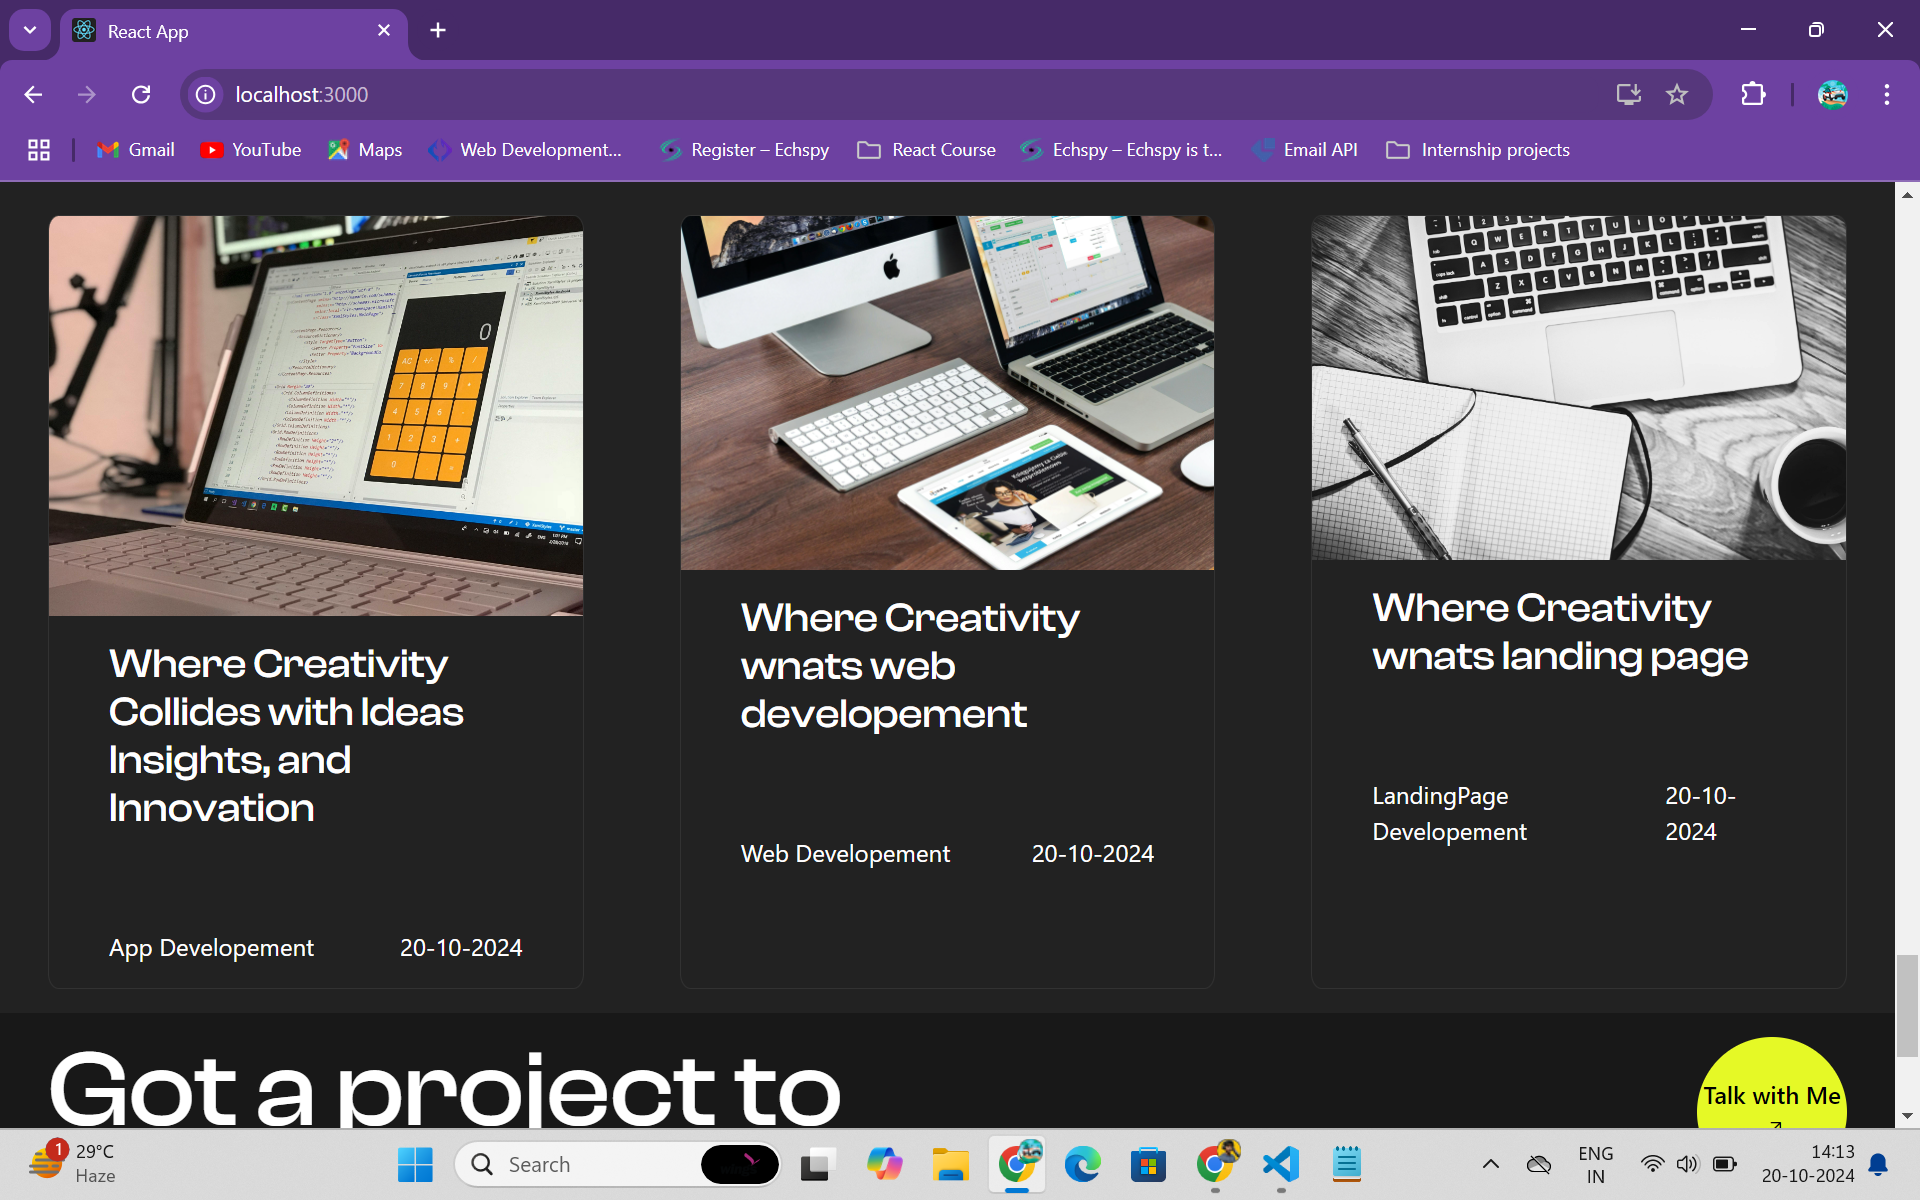 React App
localhost:3000
Gmail
YouTube
Maps
Web Development...
Register – Echspy
React Course
Echspy – Echspy is t...
Email API
Internship projects
Where Creativity
Collides with Ideas
Insights, and
Innovation
App Developement
20-10-2024
Where Creativity
wnats web
developement
Web Developement
20-10-2024
Where Creativity
wnats landing page
LandingPage
Developement
20-10-
2024
Got a project to
Talk with Me
1
29°C
Haze
Search
ENG
IN
14:13
20-10-2024